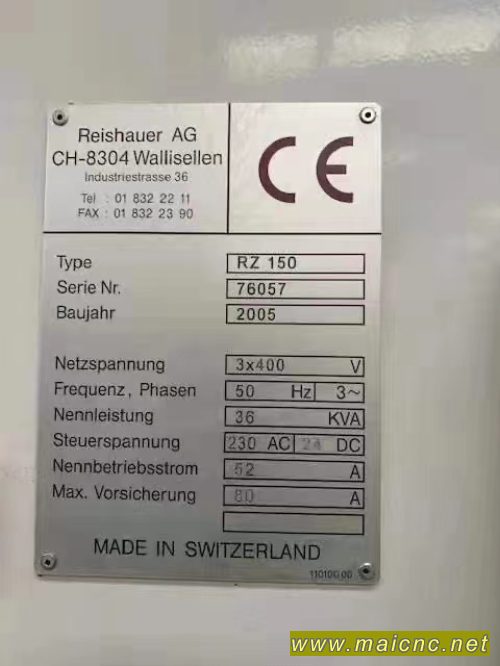 Reishauer AG
CH-8304 Wallisellen
Industriestrasse 36
Tel : 01 832 22 11
FAX : 01 832 23 90
CE
Type RZ 150
Serie Nr. 76057
Baujahr 2005
Netzspannung 3x400 V
Frequenz, Phasen 50 Hz 3~
Nennleistung 36 KVA
Steuerspannung 230 AC 24 DC
Nennbetriebsstrom 52 A
Max. Vorsicherung 80 A
MADE IN SWITZERLAND
www.maicnc.net